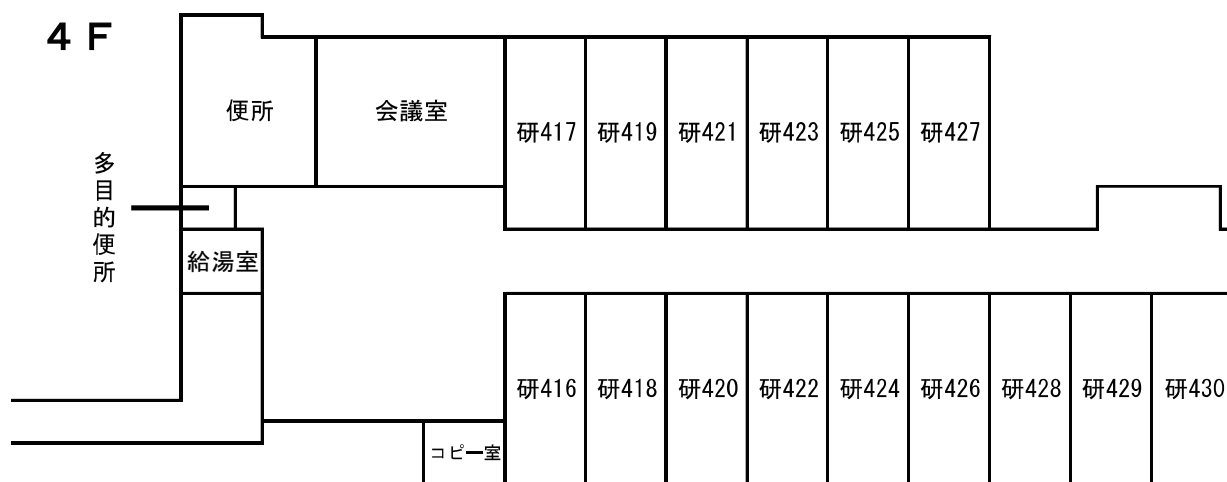 ４Ｆ
便所
会議室
研417
研419
研421
研423
研425
研427
多目的便所
給湯室
研416
研418
研420
研422
研424
研426
研428
研429
研430
コピー室